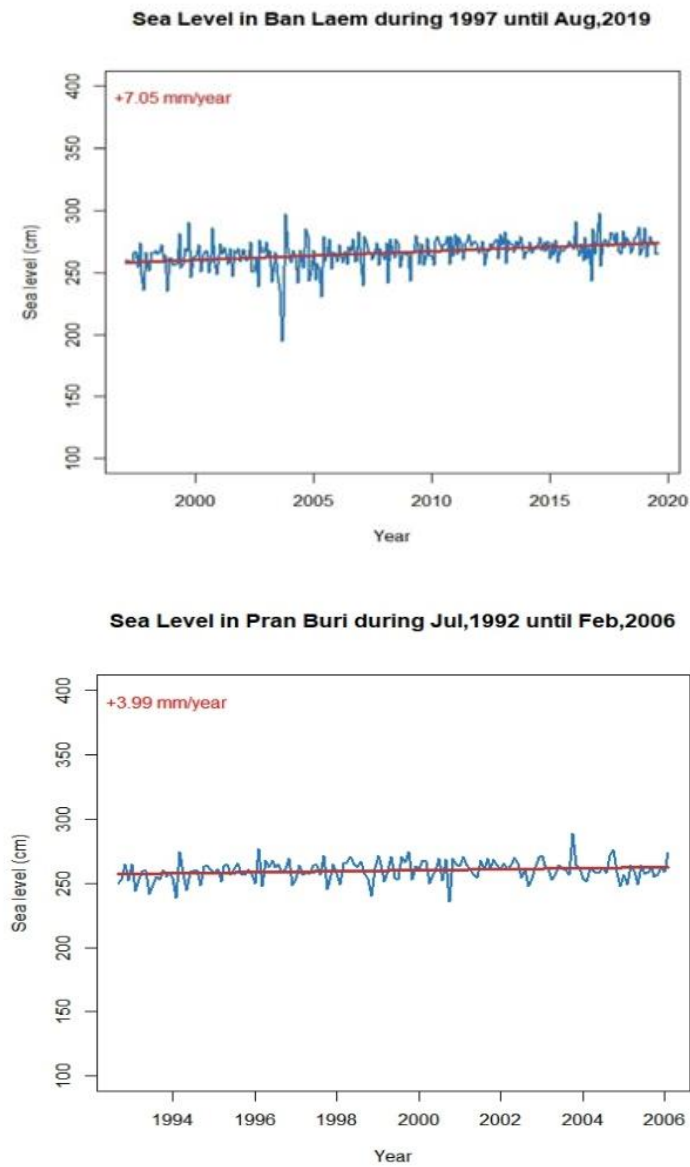 Sea Level in Ban Laem during 1997 until Aug,2019
+7.05 mm/year
400
350
300
250
200
150
100
Sea level (cm)
2000 2005 2010 2015 2020
Year
Sea Level in Pran Buri during Jul,1992 until Feb,2006
+3.99 mm/year
400
350
300
250
200
150
100
Sea level (cm)
1994 1996 1998 2000 2002 2004 2006
Year